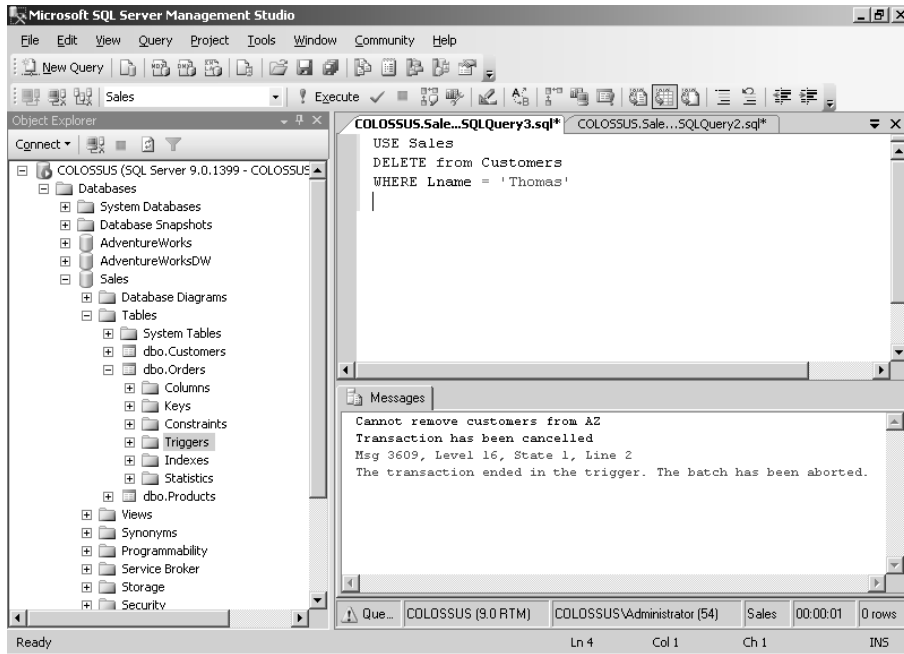 Microsoft SQL Server Management Studio
File Edit View Query Project Tools Window Community Help
New Query
Sales Execute
Object Explorer
Connect
COLOSSUS (SQL Server 9.0.1399 - COLOSSUS
Databases
System Databases
Database Snapshots
AdventureWorks
AdventureWorksDW
Sales
Database Diagrams
Tables
System Tables
dbo.Customers
dbo.Orders
Columns
Keys
Constraints
Triggers
Indexes
Statistics
dbo.Products
Views
Synonyms
Programmability
Service Broker
Storage
Security
COLOSSUS.Sale...SQLQuery3.sql* COLOSSUS.Sale...SQLQuery2.sql*
USE Sales
DELETE from Customers
WHERE Lname = 'Thomas'
Messages
Cannot remove customers from AZ
Transaction has been cancelled
Msg 3609, Level 16, State 1, Line 2
The transaction ended in the trigger. The batch has been aborted.
Que... COLOSSUS (9.0 RTM) COLOSSUS\Administrator (54) Sales 00:00:01 0 rows
Ready Ln 4 Col 1 Ch 1 INS